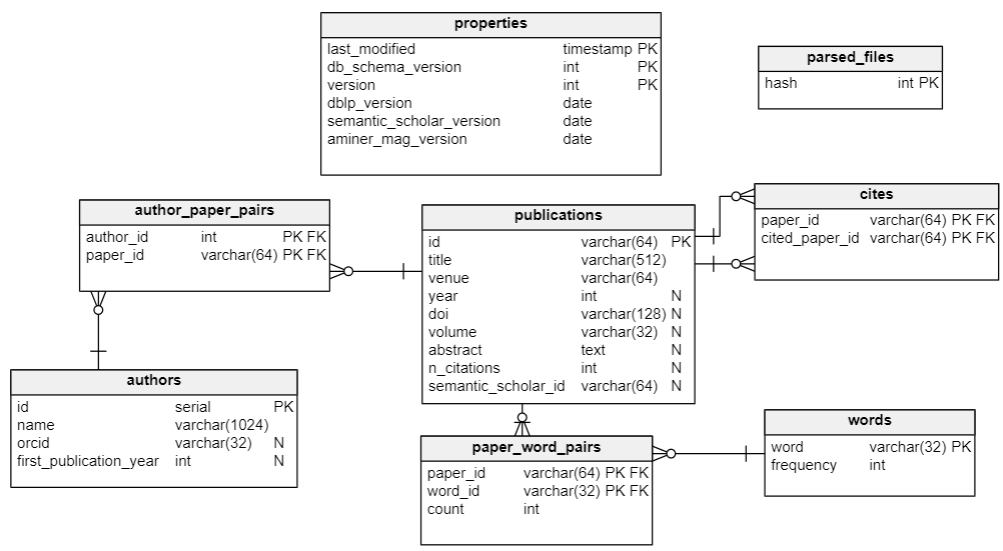 properties
last_modified timestamp PK
db_schema_version int PK
version int PK
dblp_version date
semantic_scholar_version date
aminer_mag_version date
parsed_files
hash int PK
author_paper_pairs
author_id int PK FK
paper_id varchar(64) PK FK
publications
id varchar(64) PK
title varchar(512)
venue varchar(64)
year int N
doi varchar(128) N
volume varchar(32) N
abstract text N
n_citations int N
semantic_scholar_id varchar(64) N
cites
paper_id varchar(64) PK FK
cited_paper_id varchar(64) PK FK
authors
id serial PK
name varchar(1024)
orcid varchar(32) N
first_publication_year int N
paper_word_pairs
paper_id varchar(64) PK FK
word_id varchar(32) PK FK
count int
words
word varchar(32) PK
frequency int